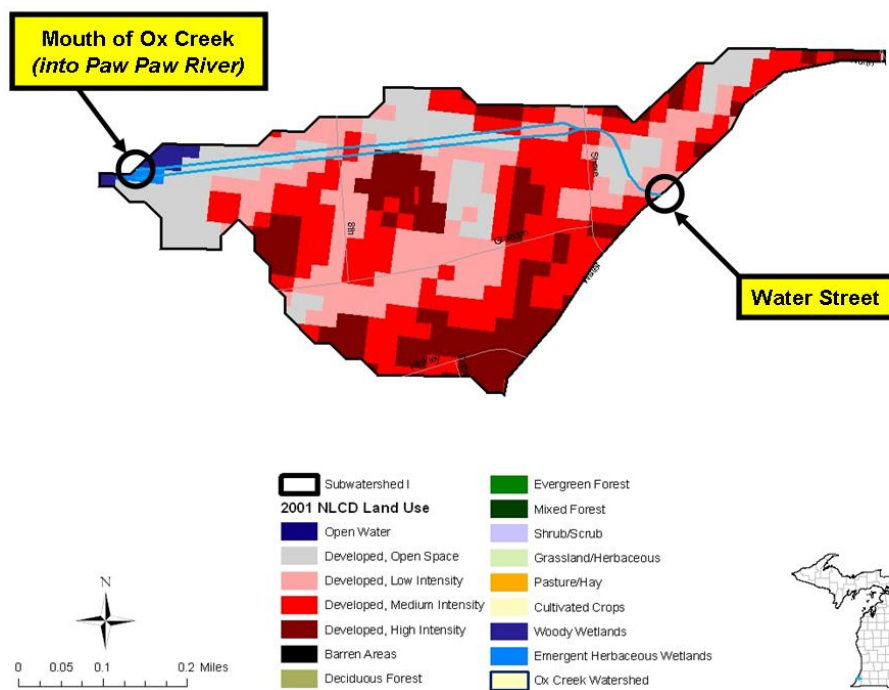 Mouth of Ox Creek
(into Paw Paw River)
8th
Water
Water Street
Subwatershed I
2001 NLCD Land Use
Open Water
Developed, Open Space
Developed, Low Intensity
Developed, Medium Intensity
Developed, High Intensity
Barren Areas
Deciduous Forest
Evergreen Forest
Mixed Forest
Shrub/Scrub
Grassland/Herbaceous
Pasture/Hay
Cultivated Crops
Woody Wetlands
Emergent Herbaceous Wetlands
Ox Creek Watershed
N
0 0.05 0.1 0.2 Miles